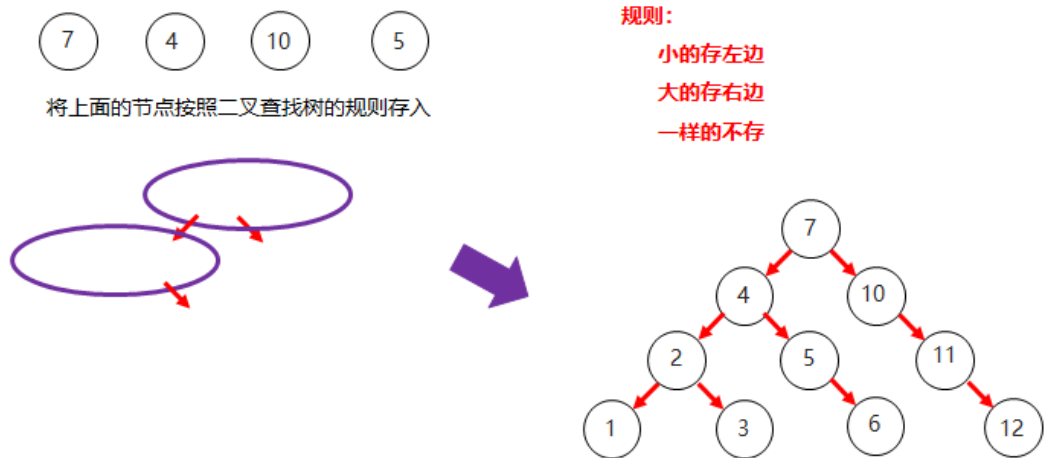 7 4 10 5
将上面的节点按照二叉查找树的规则存入
规则：
小的存左边
大的存右边
一样的不存
7
4 10
2 5 11
1 3 6 12